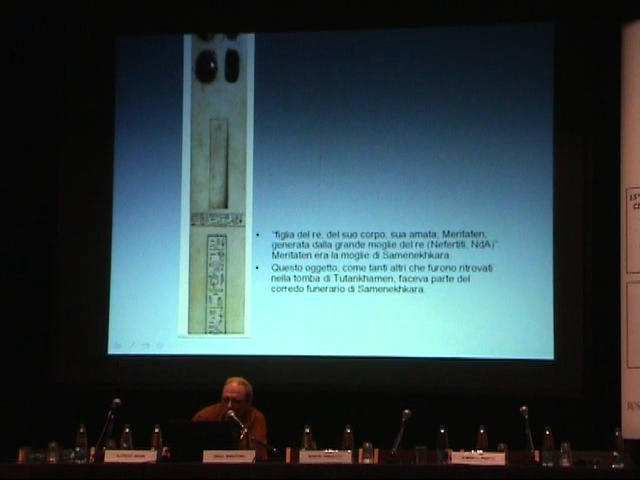 • "figlia del re, del suo corpo, sua amata, Meritaten,
generata dalla grande moglie del re (Nefertiti, NdA)".
Meritaten era la moglie di Samenekhkara.
• Questo oggetto, come tanti altri che furono ritrovati
nella tomba di Tutankhamen, faceva parte del
corredo funerario di Samenekhkara.